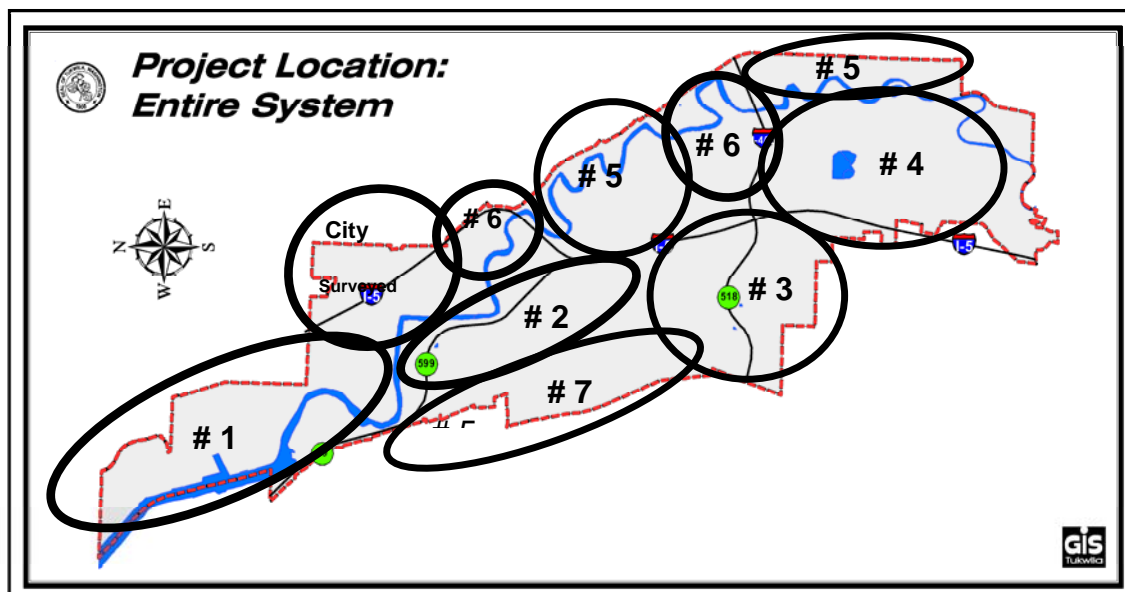 Project Location:
Entire System
# 5
# 6
# 4
# 5
# 6
City
Surveyed
I-5
I-5
# 3
518
# 2
599
# 7
# 1
E
N
S
W
GIS
Tukwila